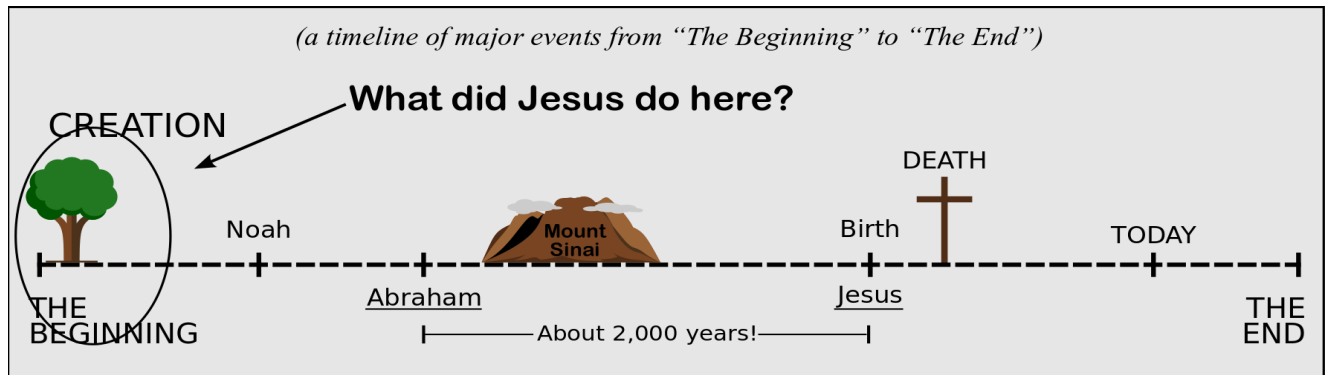 (a timeline of major events from “The Beginning” to “The End”)
What did Jesus do here?
CREATION
DEATH
Noah
Mount
Sinai
Birth
TODAY
Abraham
Jesus
THE
BEGINNING
THE
END
About 2,000 years!